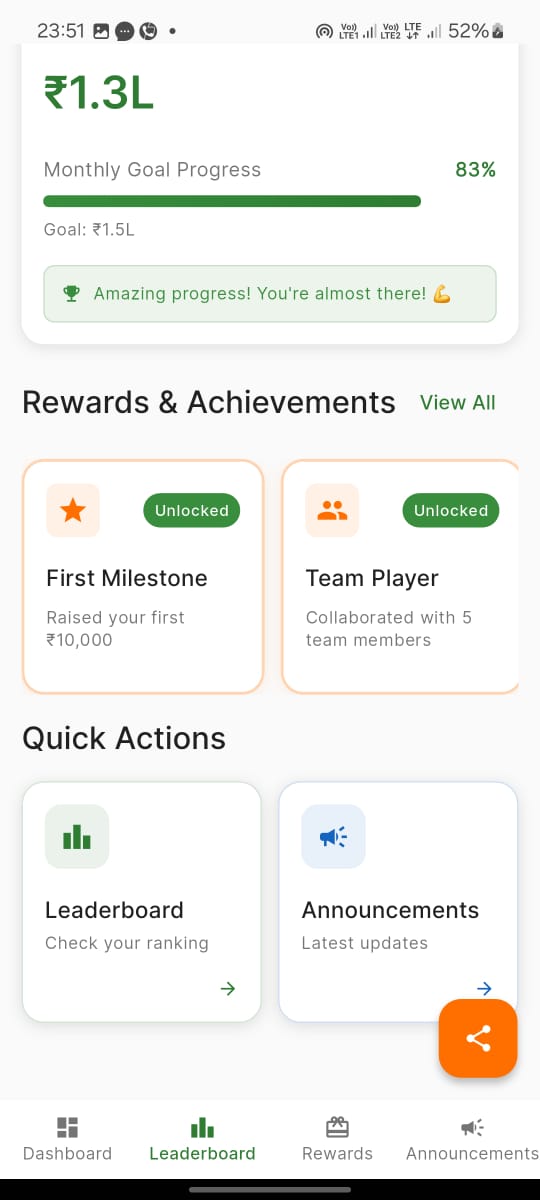 23:51
Vo) LTE1 Vo) LTE2 LTE 52%
₹1.3L
Monthly Goal Progress 83%
Goal: ₹1.5L
Amazing progress! You're almost there! 💪
Rewards & Achievements View All
Unlocked Unlocked
First Milestone Team Player
Raised your first Collaborated with 5
₹10,000 team members
Quick Actions
Leaderboard Announcements
Check your ranking Latest updates
Dashboard Leaderboard Rewards Announcements